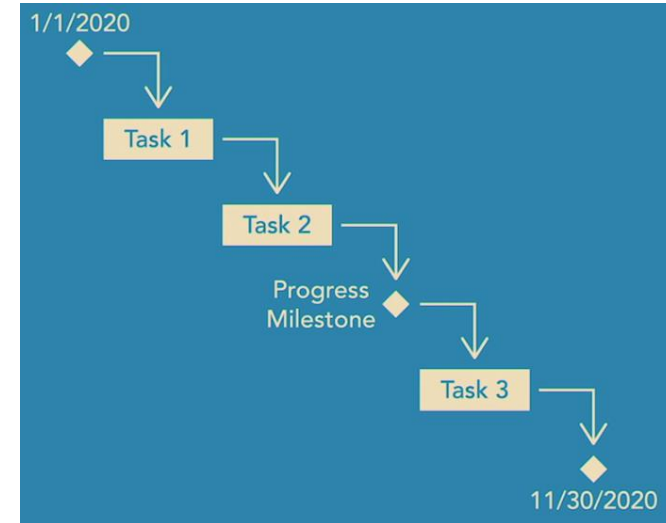 1/1/2020
Task 1
Task 2
Progress
Milestone
Task 3
11/30/2020